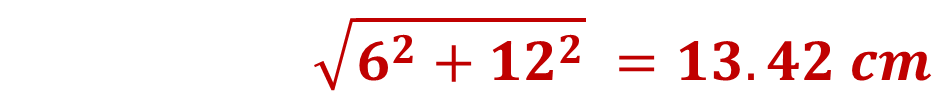 √(6² + 12²) = 13.42 cm